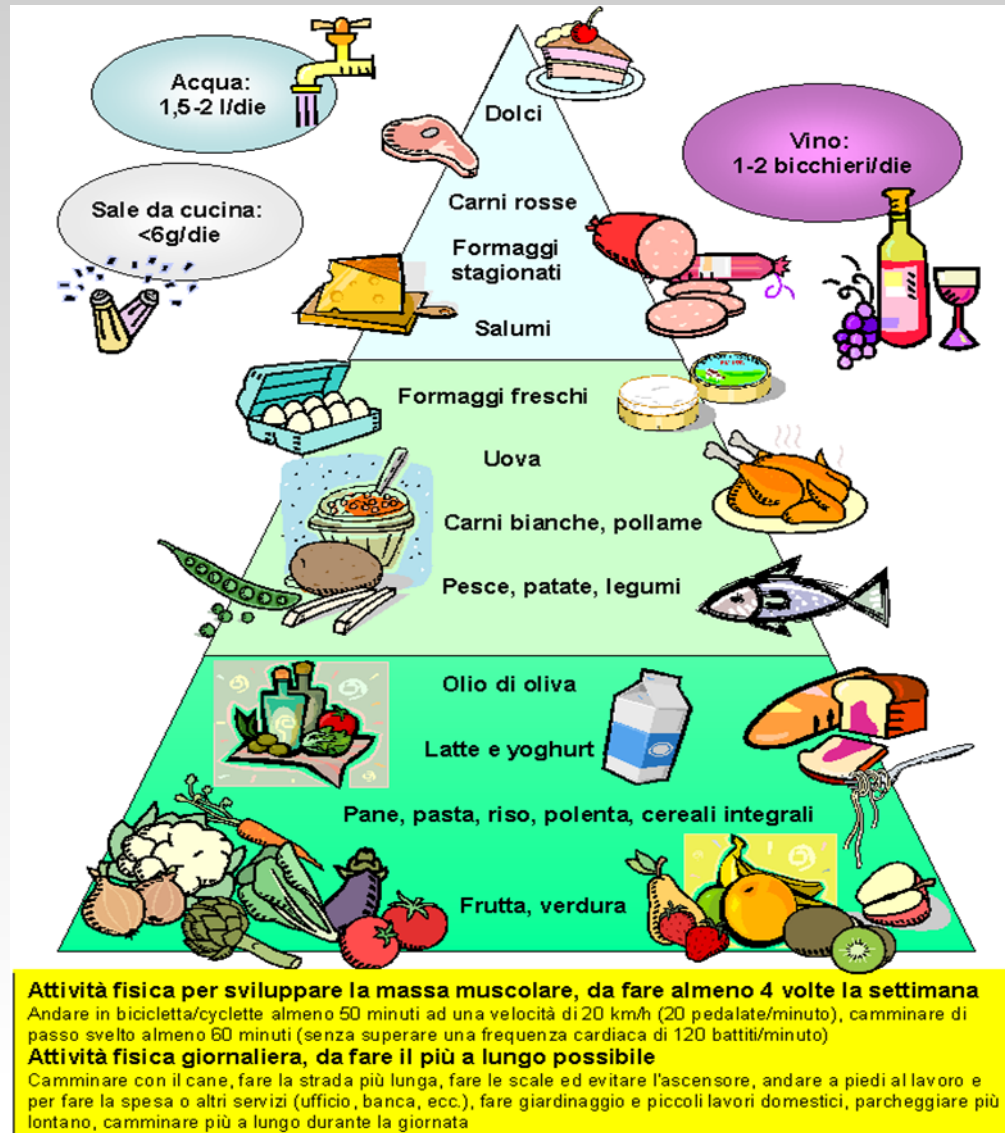 Acqua:
1,5-2 l/die
Dolci
Vino:
1-2 bicchieri/die
Sale da cucina:
<6g/die
Carni rosse
Formaggi
stagionati
Salumi
Formaggi freschi
Uova
Carni bianche, pollame
Pesce, patate, legumi
Olio di oliva
Latte e yoghurt
Pane, pasta, riso, polenta, cereali integrali
Frutta, verdura
Attività fisica per sviluppare la massa muscolare, da fare almeno 4 volte la settimana
Andare in bicicletta/cyclette almeno 50 minuti ad una velocità di 20 km/h (20 pedalate/minuto), camminare di
passo svelto almeno 60 minuti (senza superare una frequenza cardiaca di 120 battiti/minuto)
Attività fisica giornaliera, da fare il più a lungo possibile
Camminare con il cane, fare la strada più lunga, fare le scale ed evitare l'ascensore, andare a piedi al lavoro e
per fare la spesa o altri servizi (ufficio, banca, ecc.), fare giardinaggio e piccoli lavori domestici, parcheggiare più
lontano, camminare più a lungo durante la giornata